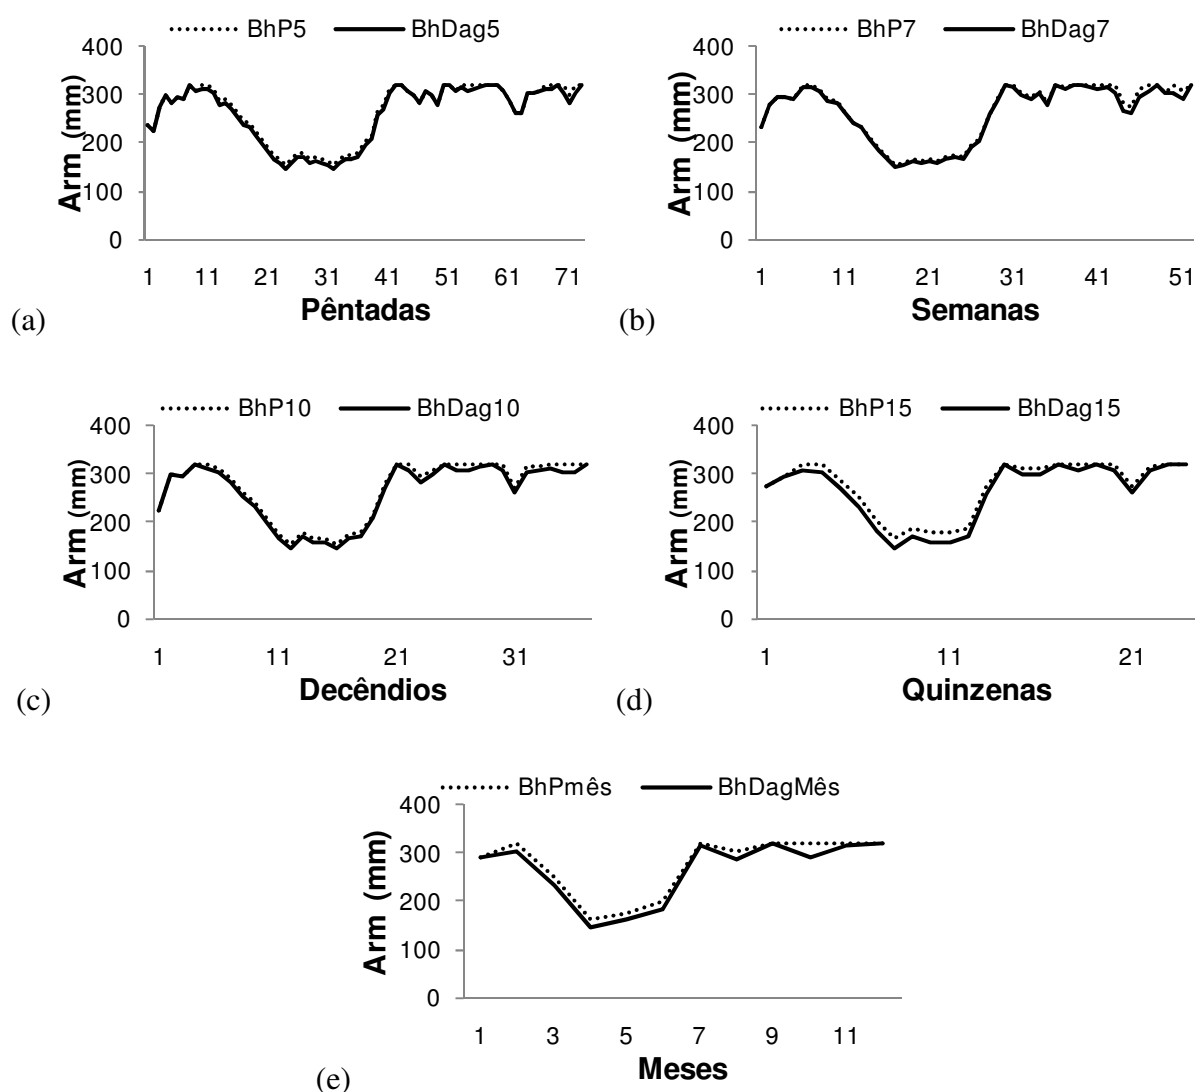 BhP5 BhDag5
400
300
200
100
0
Arm (mm)
1 11 21 31 41 51 61 71
Pêntadas
(a)
BhP7 BhDag7
400
300
200
100
0
Arm (mm)
1 11 21 31 41 51
Semanas
(b)
BhP10 BhDag10
400
300
200
100
0
Arm (mm)
1 11 21 31
Decêndios
(c)
BhP15 BhDag15
400
300
200
100
0
Arm (mm)
1 11 21
Quinzenas
(d)
BhPmês BhDagMês
400
300
200
100
0
Arm (mm)
1 3 5 7 9 11
Meses
(e)